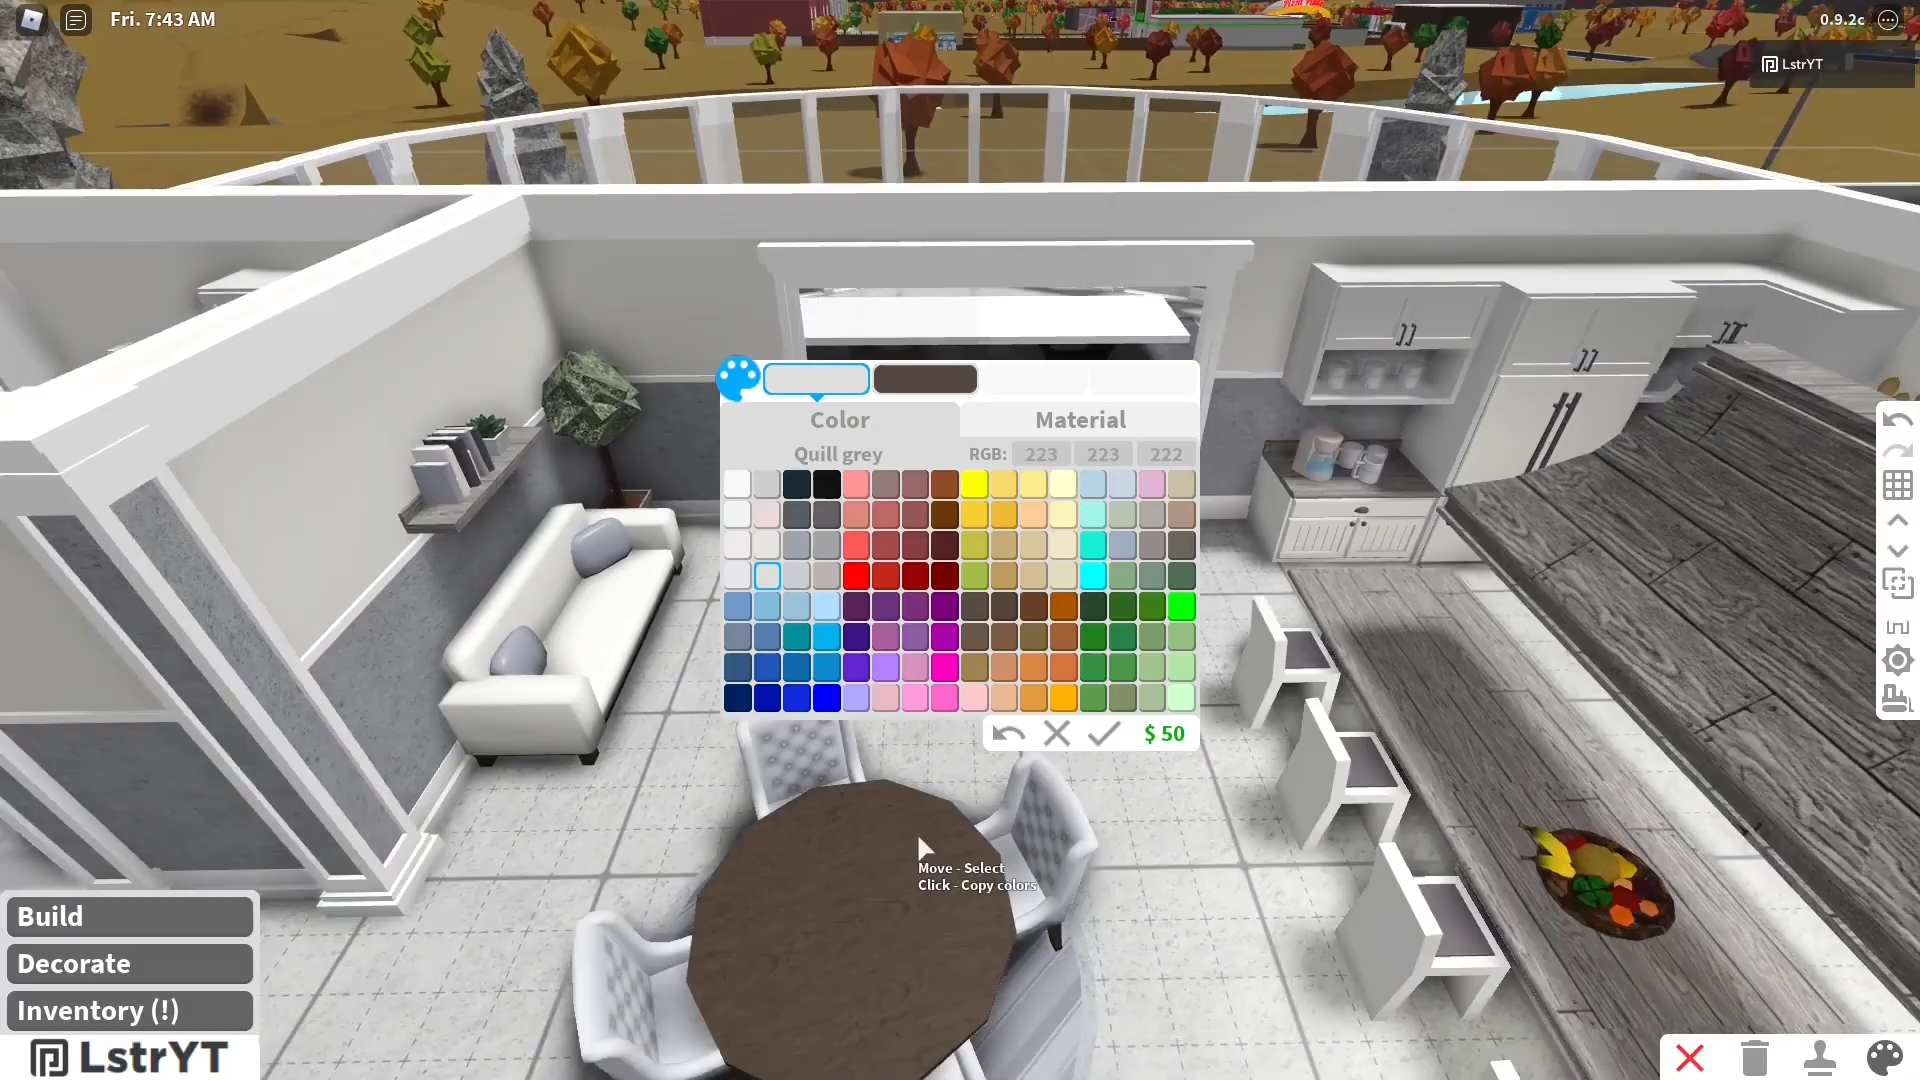 Fri. 7:43 AM
0.9.2c
LstrYT
Color
Material
Quill grey
RGB: 223 223 222
$ 50
Move - Select
Click - Copy colors
Build
Decorate
Inventory (!)
LstrYT